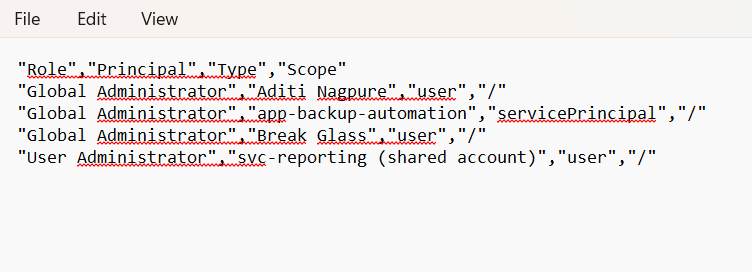 File Edit View
"Role","Principal","Type","Scope"
"Global Administrator","Aditi Nagpure","user","/"
"Global Administrator","app-backup-automation","servicePrincipal","/"
"Global Administrator","Break Glass","user","/"
"User Administrator","svc-reporting (shared account)","user","/"